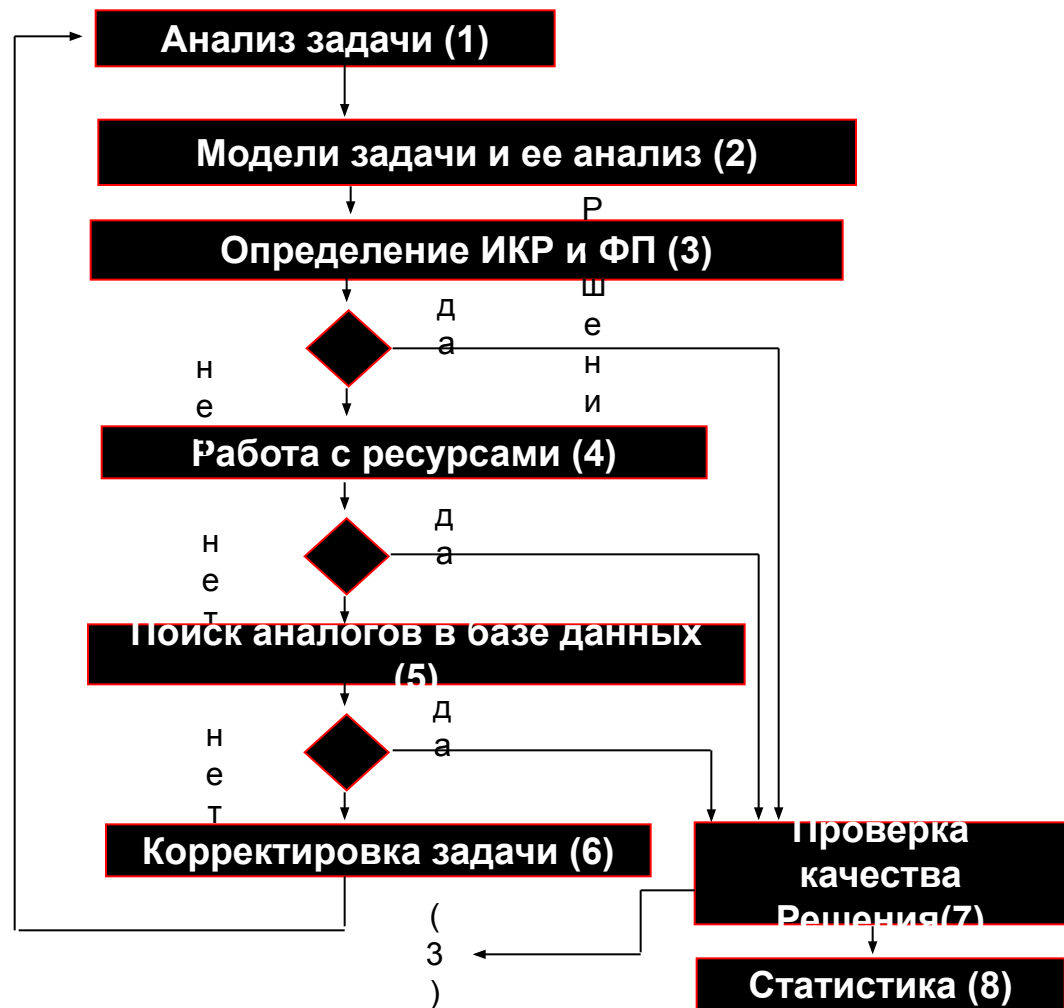 Анализ задачи (1)
Модели задачи и ее анализ (2)
Определение ИКР и ФП (3)
Р
ш
е
н
и
д
а
н
е
Работа с ресурсами (4)
д
а
н
е
т
Поиск аналогов в базе данных
(5)
д
а
н
е
т
Корректировка задачи (6)
Проверка
качества
Решения(7)
(
3
)
Статистика (8)